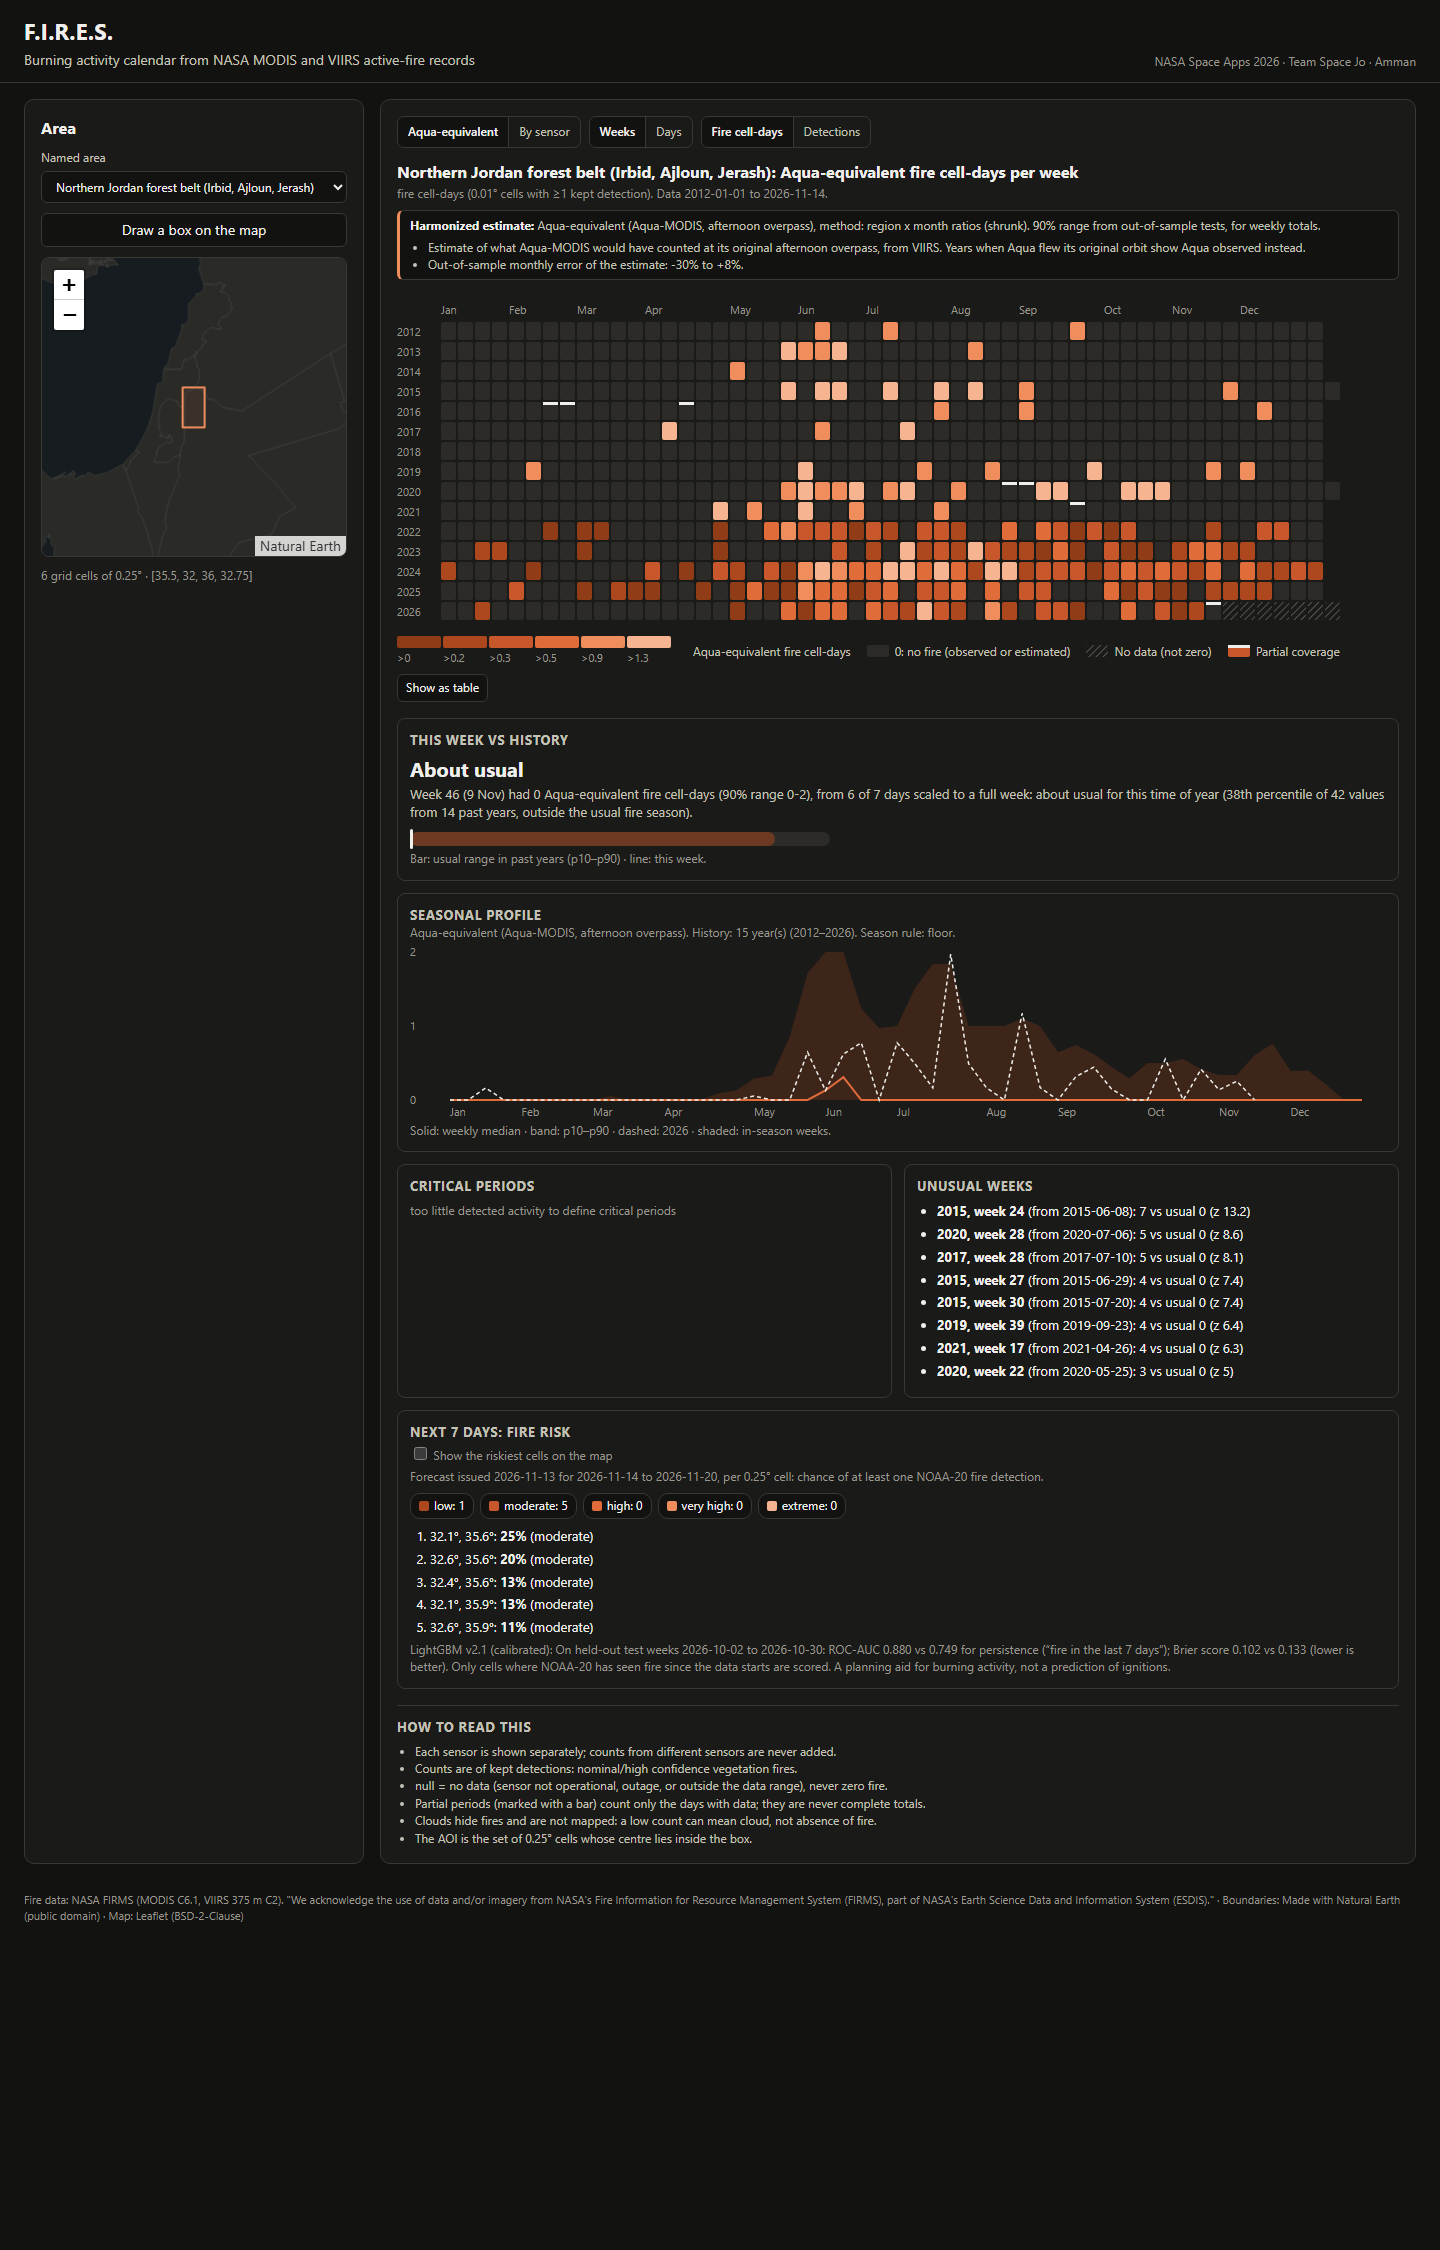 F.I.R.E.S.
Burning activity calendar from NASA MODIS and VIIRS active-fire records
NASA Space Apps 2026 · Team Space Jo · Amman
Area
Named area
Northern Jordan forest belt (Irbid, Ajloun, Jerash)
Draw a box on the map
+
−
Natural Earth
6 grid cells of 0.25° · [35.5, 32, 36, 32.75]
Aqua-equivalent By sensor Weeks Days Fire cell-days Detections
Northern Jordan forest belt (Irbid, Ajloun, Jerash): Aqua-equivalent fire cell-days per week
fire cell-days (0.01° cells with ≥1 kept detection). Data 2012-01-01 to 2026-11-14.
Harmonized estimate: Aqua-equivalent (Aqua-MODIS, afternoon overpass), method: region x month ratios (shrunk). 90% range from out-of-sample tests, for weekly totals.
• Estimate of what Aqua-MODIS would have counted at its original afternoon overpass, from VIIRS. Years when Aqua flew its original orbit show Aqua observed instead.
• Out-of-sample monthly error of the estimate: -30% to +8%.
Jan Feb Mar Apr May Jun Jul Aug Sep Oct Nov Dec
2012
2013
2014
2015
2016
2017
2018
2019
2020
2021
2022
2023
2024
2025
2026
>0 >0.2 >0.3 >0.5 >0.9 >1.3
Aqua-equivalent fire cell-days 0: no fire (observed or estimated) No data (not zero) Partial coverage
Show as table
THIS WEEK VS HISTORY
About usual
Week 46 (9 Nov) had 0 Aqua-equivalent fire cell-days (90% range 0-2), from 6 of 7 days scaled to a full week: about usual for this time of year (38th percentile of 42 values
from 14 past years, outside the usual fire season).
Bar: usual range in past years (p10–p90) · line: this week.
SEASONAL PROFILE
Aqua-equivalent (Aqua-MODIS, afternoon overpass). History: 15 year(s) (2012–2026). Season rule: floor.
2
1
0
Jan Feb Mar Apr May Jun Jul Aug Sep Oct Nov Dec
Solid: weekly median · band: p10–p90 · dashed: 2026 · shaded: in-season weeks.
CRITICAL PERIODS
too little detected activity to define critical periods
UNUSUAL WEEKS
• 2015, week 24 (from 2015-06-08): 7 vs usual 0 (z 13.2)
• 2020, week 28 (from 2020-07-06): 5 vs usual 0 (z 8.6)
• 2017, week 28 (from 2017-07-10): 5 vs usual 0 (z 8.1)
• 2015, week 27 (from 2015-06-29): 4 vs usual 0 (z 7.4)
• 2015, week 30 (from 2015-07-20): 4 vs usual 0 (z 7.4)
• 2019, week 39 (from 2019-09-23): 4 vs usual 0 (z 6.4)
• 2021, week 17 (from 2021-04-26): 4 vs usual 0 (z 6.3)
• 2020, week 22 (from 2020-05-25): 3 vs usual 0 (z 5)
NEXT 7 DAYS: FIRE RISK
Show the riskiest cells on the map
Forecast issued 2026-11-13 for 2026-11-14 to 2026-11-20, per 0.25° cell: chance of at least one NOAA-20 fire detection.
low: 1 moderate: 5 high: 0 very high: 0 extreme: 0
1. 32.1°, 35.6°: 25% (moderate)
2. 32.6°, 35.6°: 20% (moderate)
3. 32.4°, 35.6°: 13% (moderate)
4. 32.1°, 35.9°: 13% (moderate)
5. 32.6°, 35.9°: 11% (moderate)
LightGBM v2.1 (calibrated): On held-out test weeks 2026-10-02 to 2026-10-30: ROC-AUC 0.880 vs 0.749 for persistence ("fire in the last 7 days"); Brier score 0.102 vs 0.133 (lower is
better). Only cells where NOAA-20 has seen fire since the data starts are scored. A planning aid for burning activity, not a prediction of ignitions.
HOW TO READ THIS
• Each sensor is shown separately; counts from different sensors are never added.
• Counts are of kept detections: nominal/high confidence vegetation fires.
• null = no data (sensor not operational, outage, or outside the data range), never zero fire.
• Partial periods (marked with a bar) count only the days with data; they are never complete totals.
• Clouds hide fires and are not mapped: a low count can mean cloud, not absence of fire.
• The AOI is the set of 0.25° cells whose centre lies inside the box.
Fire data: NASA FIRMS (MODIS C6.1, VIIRS 375 m C2). "We acknowledge the use of data and/or imagery from NASA's Fire Information for Resource Management System (FIRMS), part of NASA's Earth Science Data and Information System (ESDIS)." · Boundaries: Made with Natural Earth
(public domain) · Map: Leaflet (BSD-2-Clause)